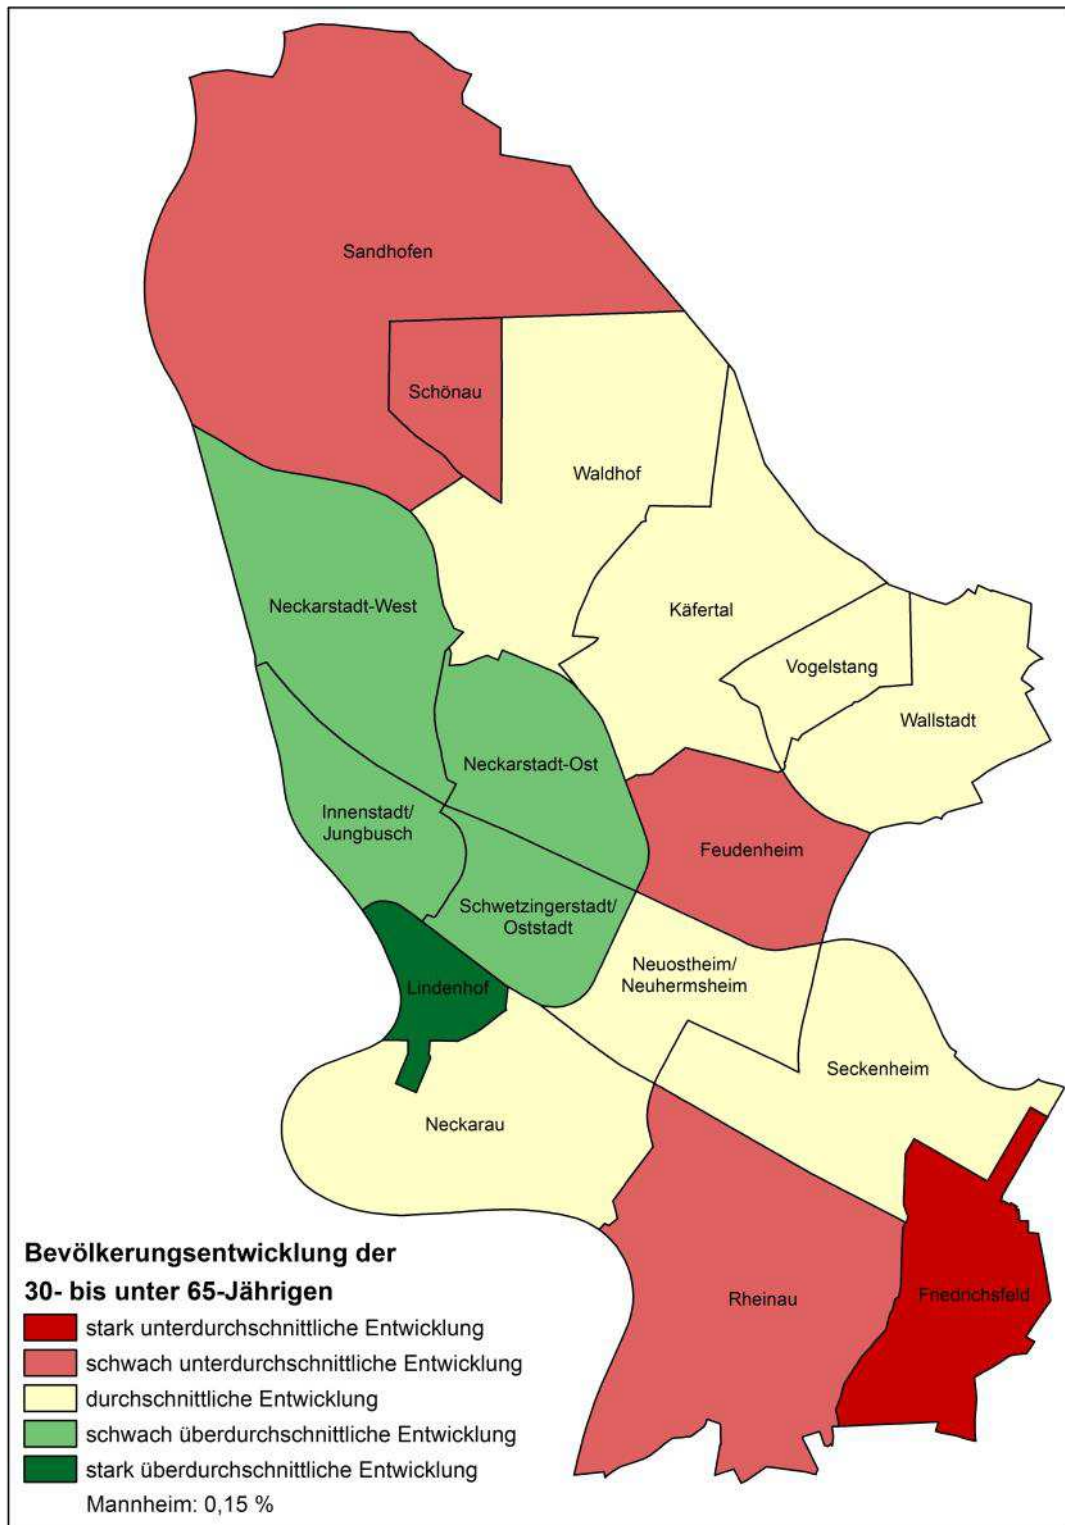 Sandhofen
Schönau
Waldhof
Neckarstadt-West
Käfertal
Vogelstang
Wallstadt
Neckarstadt-Ost
Innenstadt/
Jungbusch
Feudenheim
Schwetzingerstadt/
Oststadt
Neuostheim/
Neuhermsheim
Lindenhof
Seckenheim
Neckarau
Rheinau
Friedrichsfeld
Bevölkerungsentwicklung der
30- bis unter 65-Jährigen
stark unterdurchschnittliche Entwicklung
schwach unterdurchschnittliche Entwicklung
durchschnittliche Entwicklung
schwach überdurchschnittliche Entwicklung
stark überdurchschnittliche Entwicklung
Mannheim: 0,15 %